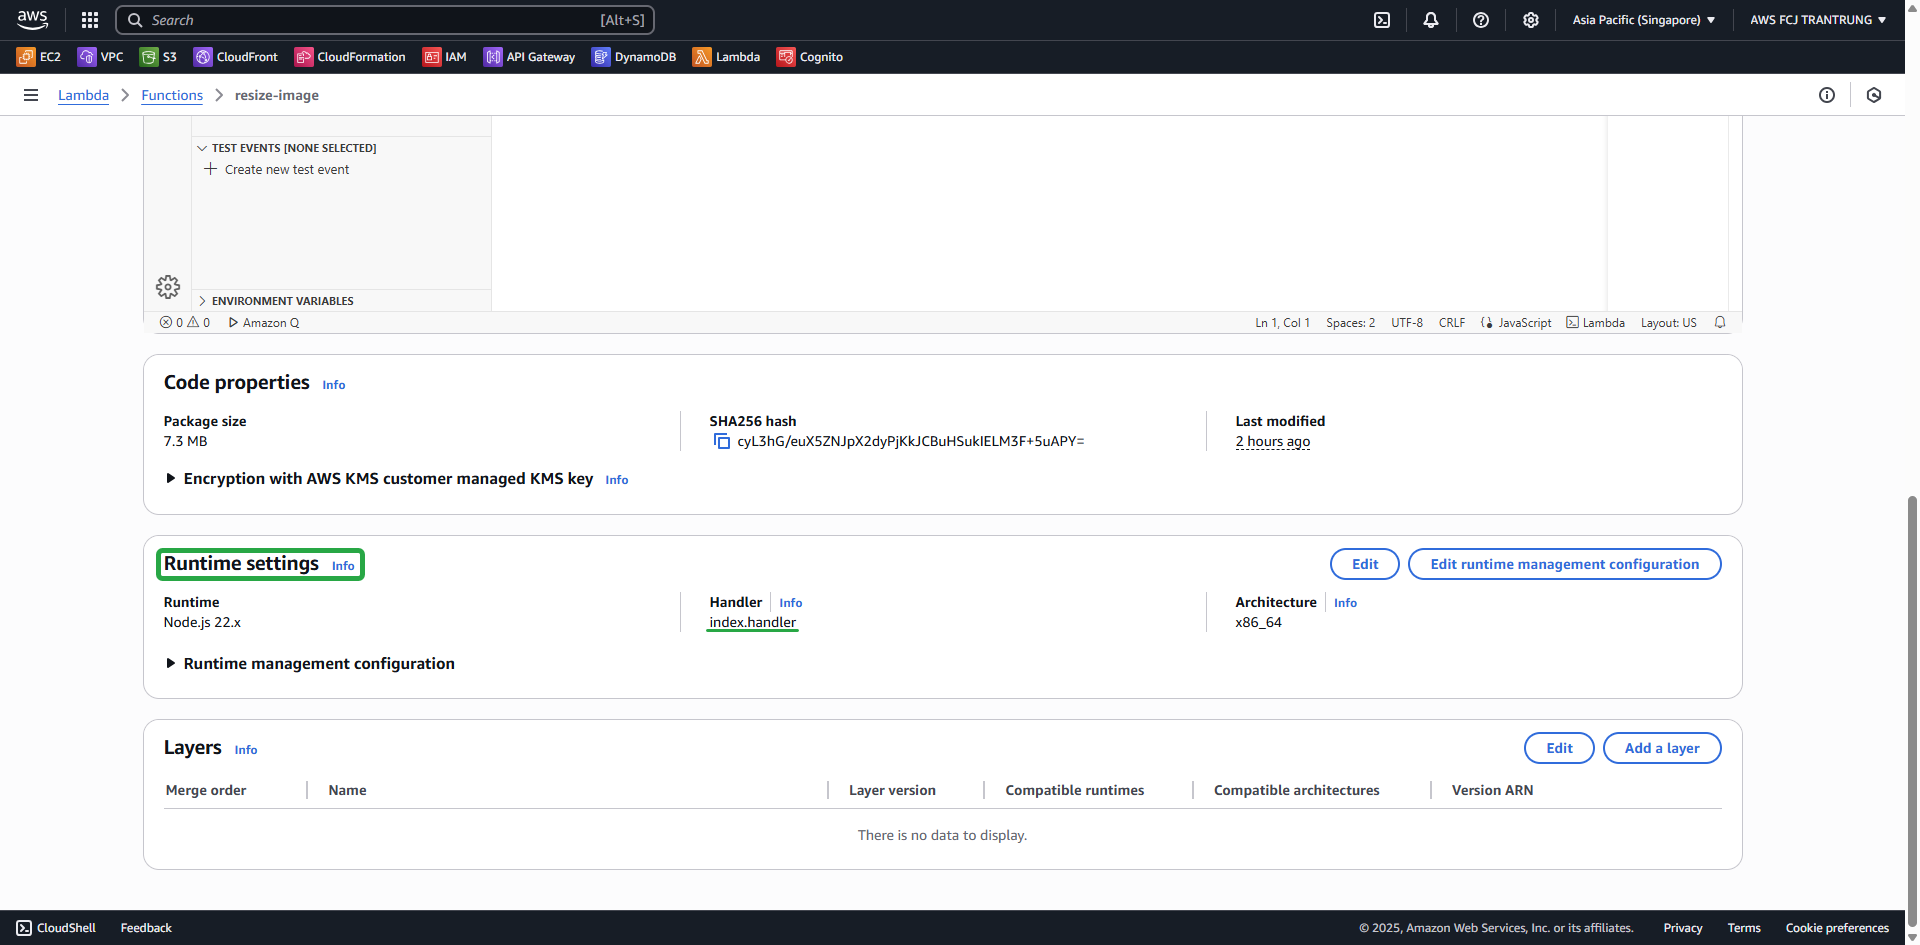 aws Search [Alt+S] Asia Pacific (Singapore) AWS FCJ TRANTRUNG
EC2 VPC S3 CloudFront CloudFormation IAM API Gateway DynamoDB Lambda Cognito
Lambda Functions resize-image
TEST EVENTS [NONE SELECTED]
Create new test event
ENVIRONMENT VARIABLES
0 0 Amazon Q Ln 1, Col 1 Spaces: 2 UTF-8 CRLF JavaScript Lambda Layout: US
Code properties Info
Package size SHA256 hash Last modified
7.3 MB cyL3hG/euX5ZNJpX2dyPjKkJCBuHSukIELM3F+5uAPY= 2 hours ago
Encryption with AWS KMS customer managed KMS key Info
Runtime settings Info Edit Edit runtime management configuration
Runtime Handler Info Architecture Info
Node.js 22.x index.handler x86_64
Runtime management configuration
Layers Info Edit Add a layer
Merge order Name Layer version Compatible runtimes Compatible architectures Version ARN
There is no data to display.
CloudShell Feedback © 2025, Amazon Web Services, Inc. or its affiliates. Privacy Terms Cookie preferences